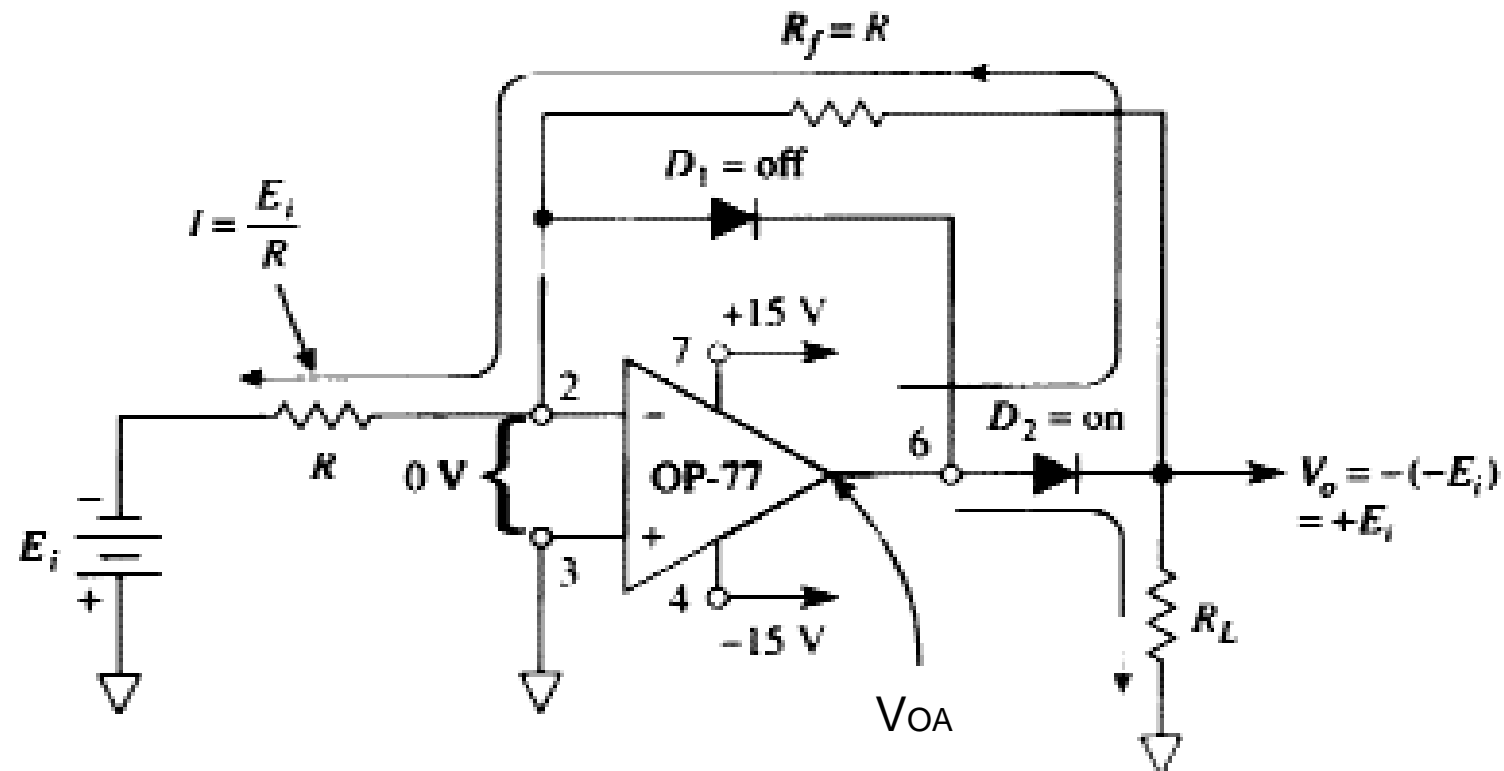 R_f = R
D_1 = off
I = E_i / R
+15 V
7
2
6
D_2 = on
R
0 V
−
OP-77
V_o = −(−E_i)
= +E_i
−
E_i
+
+
3
4
−15 V
R_L
VOA